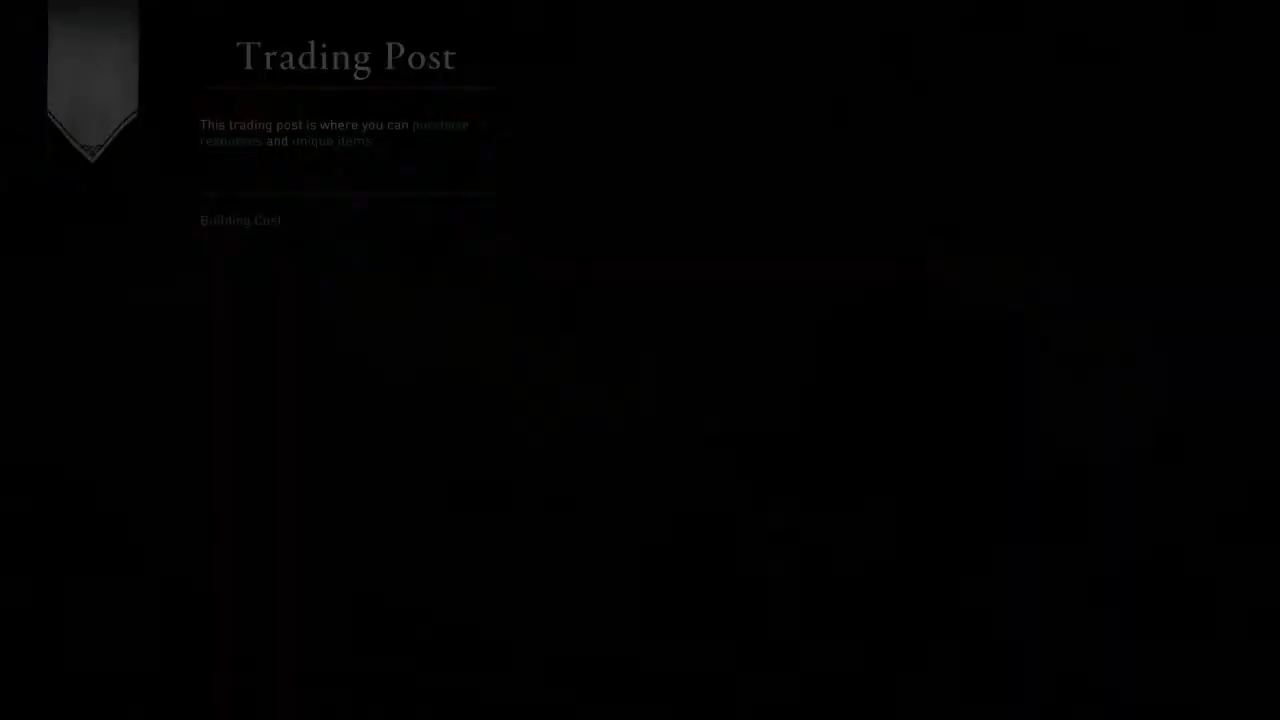 Trading Post
This trading post is where you can purchase
resources and unique items
Building Cost